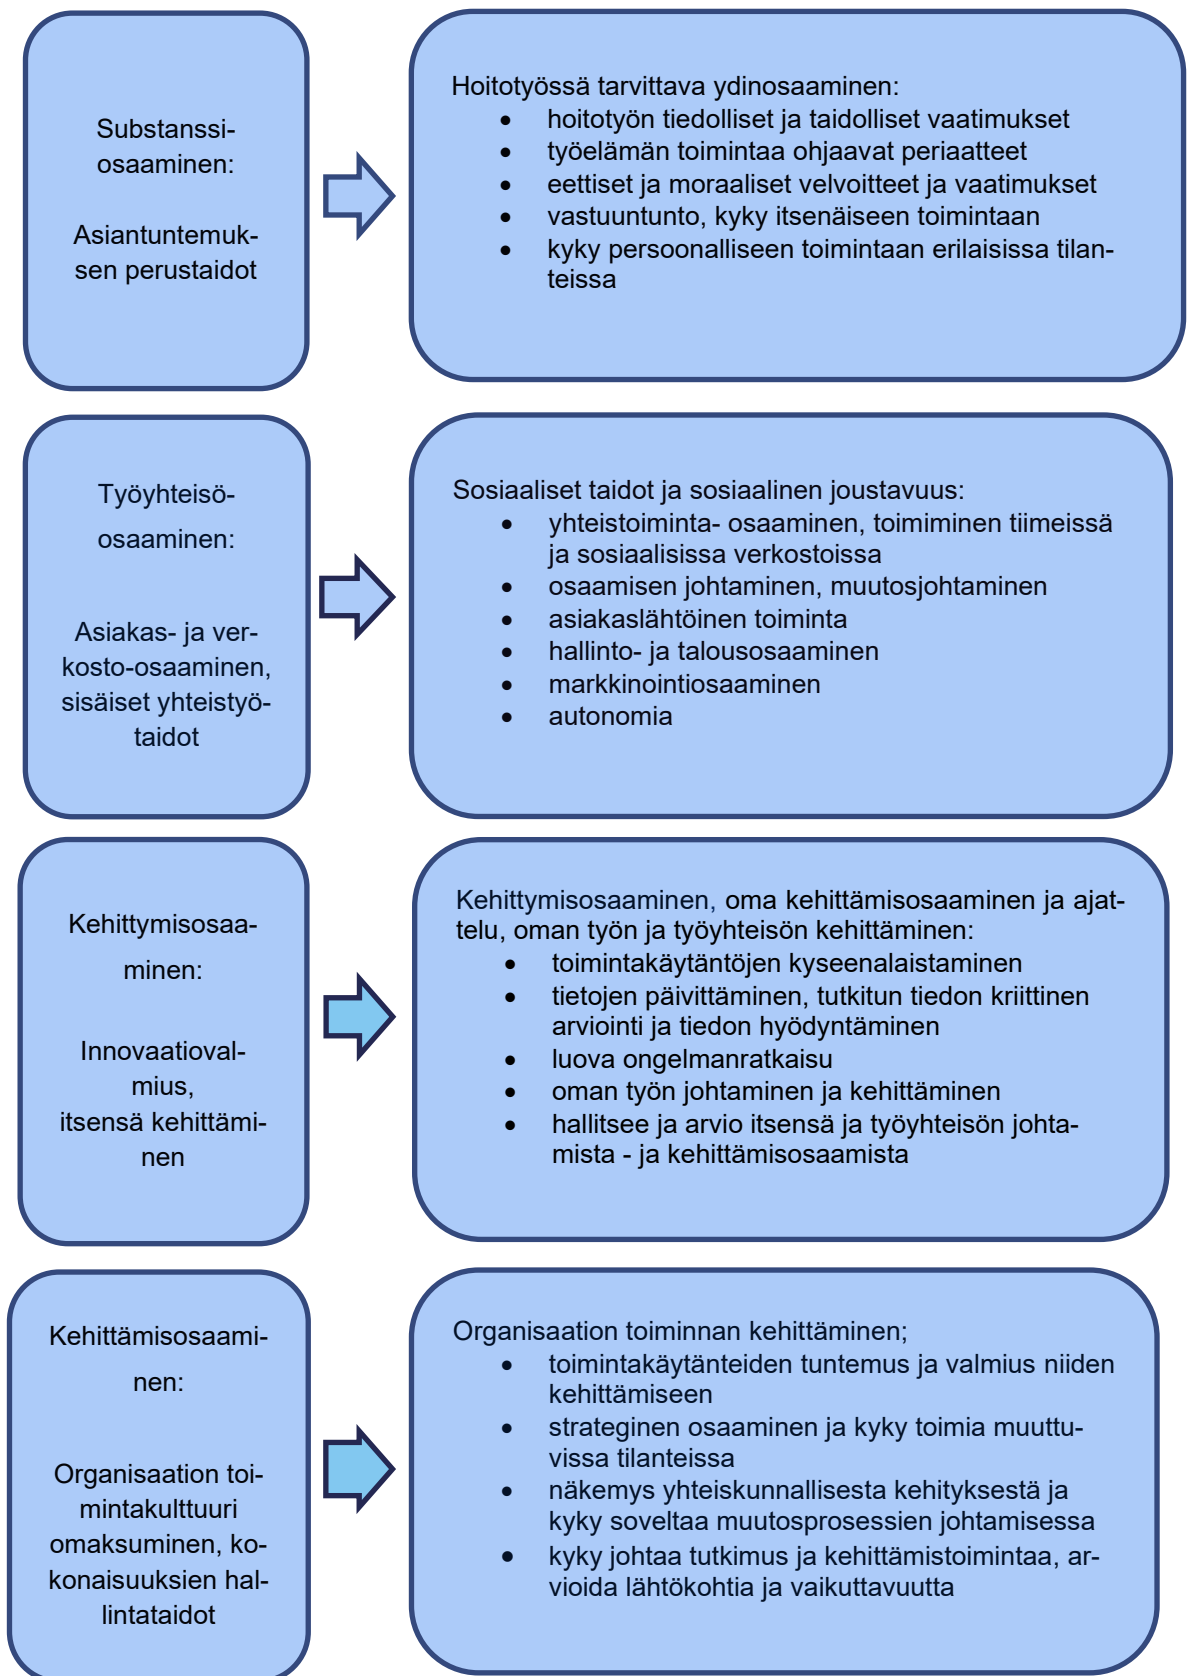 Substanssi-
osaaminen:
Asiantuntemuk-
sen perustaidot
Hoitotyössä tarvittava ydinosaaminen:
• hoitotyön tiedolliset ja taidolliset vaatimukset
• työelämän toimintaa ohjaavat periaatteet
• eettiset ja moraaliset velvoitteet ja vaatimukset
• vastuuntunto, kyky itsenäiseen toimintaan
• kyky persoonalliseen toimintaan erilaisissa tilan-
teissa
Työyhteisö-
osaaminen:
Asiakas- ja ver-
kosto-osaaminen,
sisäiset yhteistyö-
taidot
Sosiaaliset taidot ja sosiaalinen joustavuus:
• yhteistoiminta- osaaminen, toimiminen tiimeissä
ja sosiaalisissa verkostoissa
• osaamisen johtaminen, muutosjohtaminen
• asiakaslähtöinen toiminta
• hallinto- ja talousosaaminen
• markkinointiosaaminen
• autonomia
Kehittymisosaa-
minen:
Innovaatioval-
mius,
itsensä kehittämi-
nen
Kehittymisosaaminen, oma kehittämisosaaminen ja ajat-
telu, oman työn ja työyhteisön kehittäminen:
• toimintakäytäntöjen kyseenalaistaminen
• tietojen päivittäminen, tutkitun tiedon kriittinen
arviointi ja tiedon hyödyntäminen
• luova ongelmanratkaisu
• oman työn johtaminen ja kehittäminen
• hallitsee ja arvio itsensä ja työyhteisön johta-
mista - ja kehittämisosaamista
Kehittämisosaami-
nen:
Organisaation toi-
mintakulttuuri
omaksuminen, ko-
konaisuuksien hal-
lintataidot
Organisaation toiminnan kehittäminen;
• toimintakäytänteiden tuntemus ja valmius niiden
kehittämiseen
• strateginen osaaminen ja kyky toimia muuttu-
vissa tilanteissa
• näkemys yhteiskunnallisesta kehityksestä ja
kyky soveltaa muutosprosessien johtamisessa
• kyky johtaa tutkimus ja kehittämistoimintaa, ar-
vioida lähtökohtia ja vaikuttavuutta